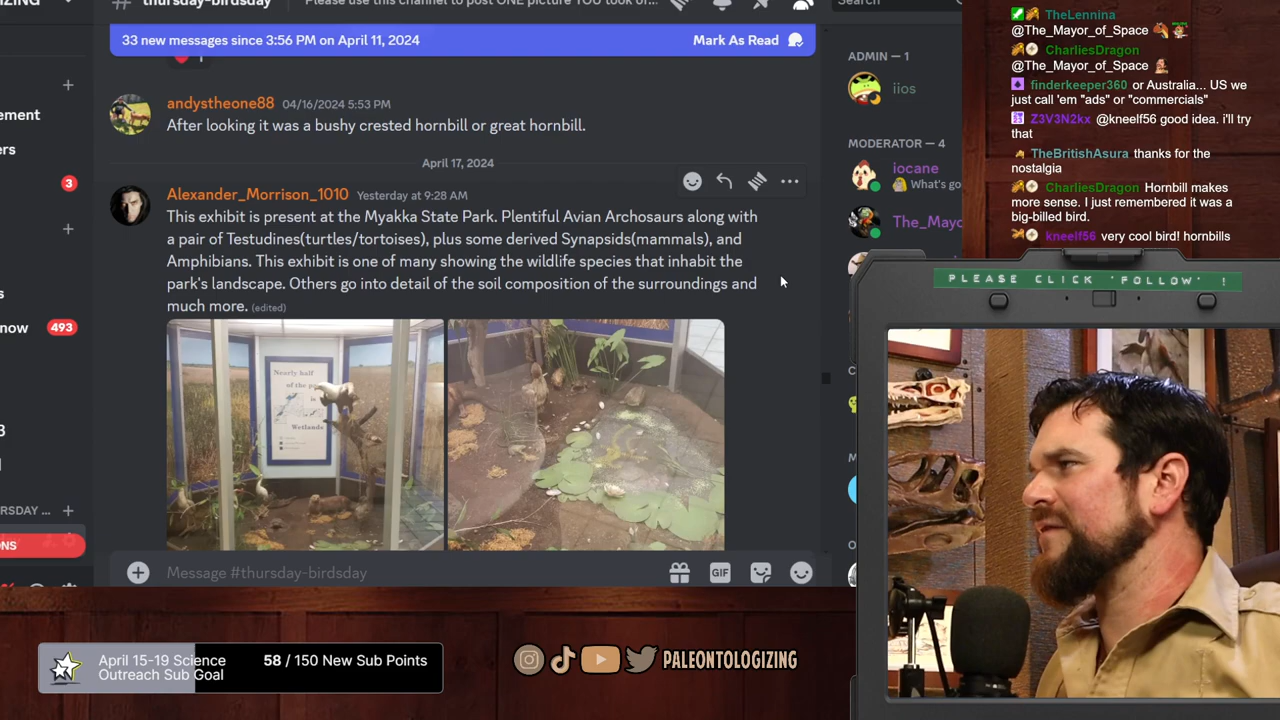 thursday-birdsday
Please use this channel to post ONE picture YOU took of...
Search
33 new messages since 3:56 PM on April 11, 2024
Mark As Read
1
andystheone88 04/16/2024 5:53 PM
After looking it was a bushy crested hornbill or great hornbill.
April 17, 2024
Alexander_Morrison_1010 Yesterday at 9:28 AM
This exhibit is present at the Myakka State Park. Plentiful Avian Archosaurs along with
a pair of Testudines(turtles/tortoises), plus some derived Synapsids(mammals), and
Amphibians. This exhibit is one of many showing the wildlife species that inhabit the
park's landscape. Others go into detail of the soil composition of the surroundings and
much more. (edited)
Nearly half
of the
is
Wetlands
Message #thursday-birdsday
GIF
ement
ers
3
s
now
493
3
RSDAY ...
ONS
ADMIN — 1
iios
MODERATOR — 4
iocane
What's go
The_Mayo
TheLennina
@The_Mayor_of_Space
CharliesDragon
@The_Mayor_of_Space
finderkeeper360 or Australia... US we
just call 'em "ads" or "commercials"
Z3V3N2kx @kneelf56 good idea. i'll try
that
TheBritishAsura thanks for the
nostalgia
CharliesDragon Hornbill makes
more sense. I just remembered it was a
big-billed bird.
kneelf56 very cool bird! hornbills
PLEASE CLICK 'FOLLOW' !
April 15-19 Science
Outreach Sub Goal
58 / 150 New Sub Points
PALEONTOLOGIZING